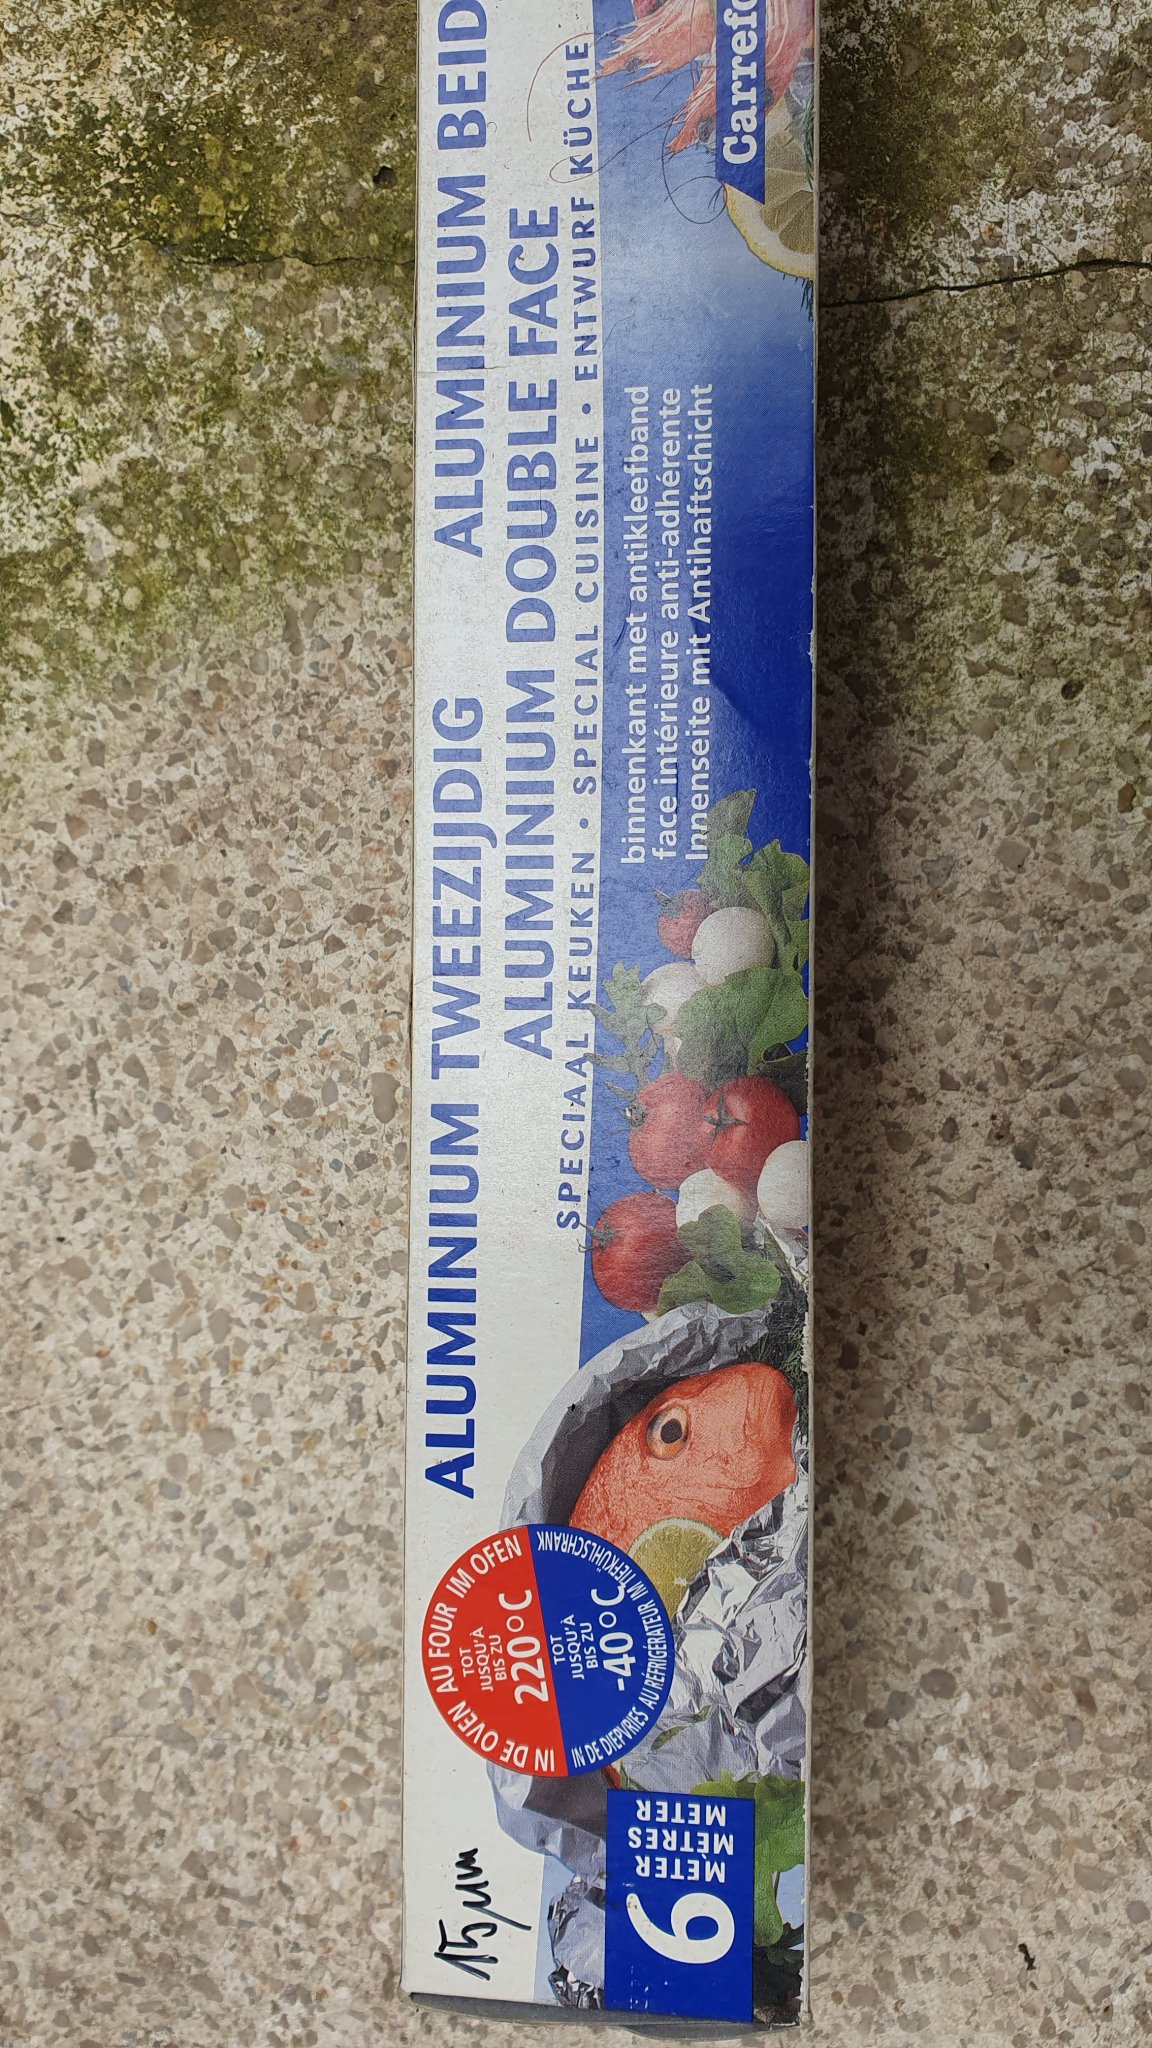 ALUMINIUM TWEEZIJDIG ALUMINIUM BEID
ALUMINIUM DOUBLE FACE
SPECIAAL KEUKEN • SPECIAL CUISINE • ENTWURF KÜCHE
binnenkant met antikleefband
face intérieure anti-adhérente
Innenseite mit Antihaftschicht
Carrefo
IN DE OVEN AU FOUR IM OFEN
TOT
JUSQU'À
BIS ZU
220°C
TOT
JUSQU'À
BIS ZU
-40°C
IN DE DIEPVRIES AU RÉFRIGÉRATEUR IM TIEFKÜHLSCHRANK
15µm
6
MÈTER
MÈTRES
METER